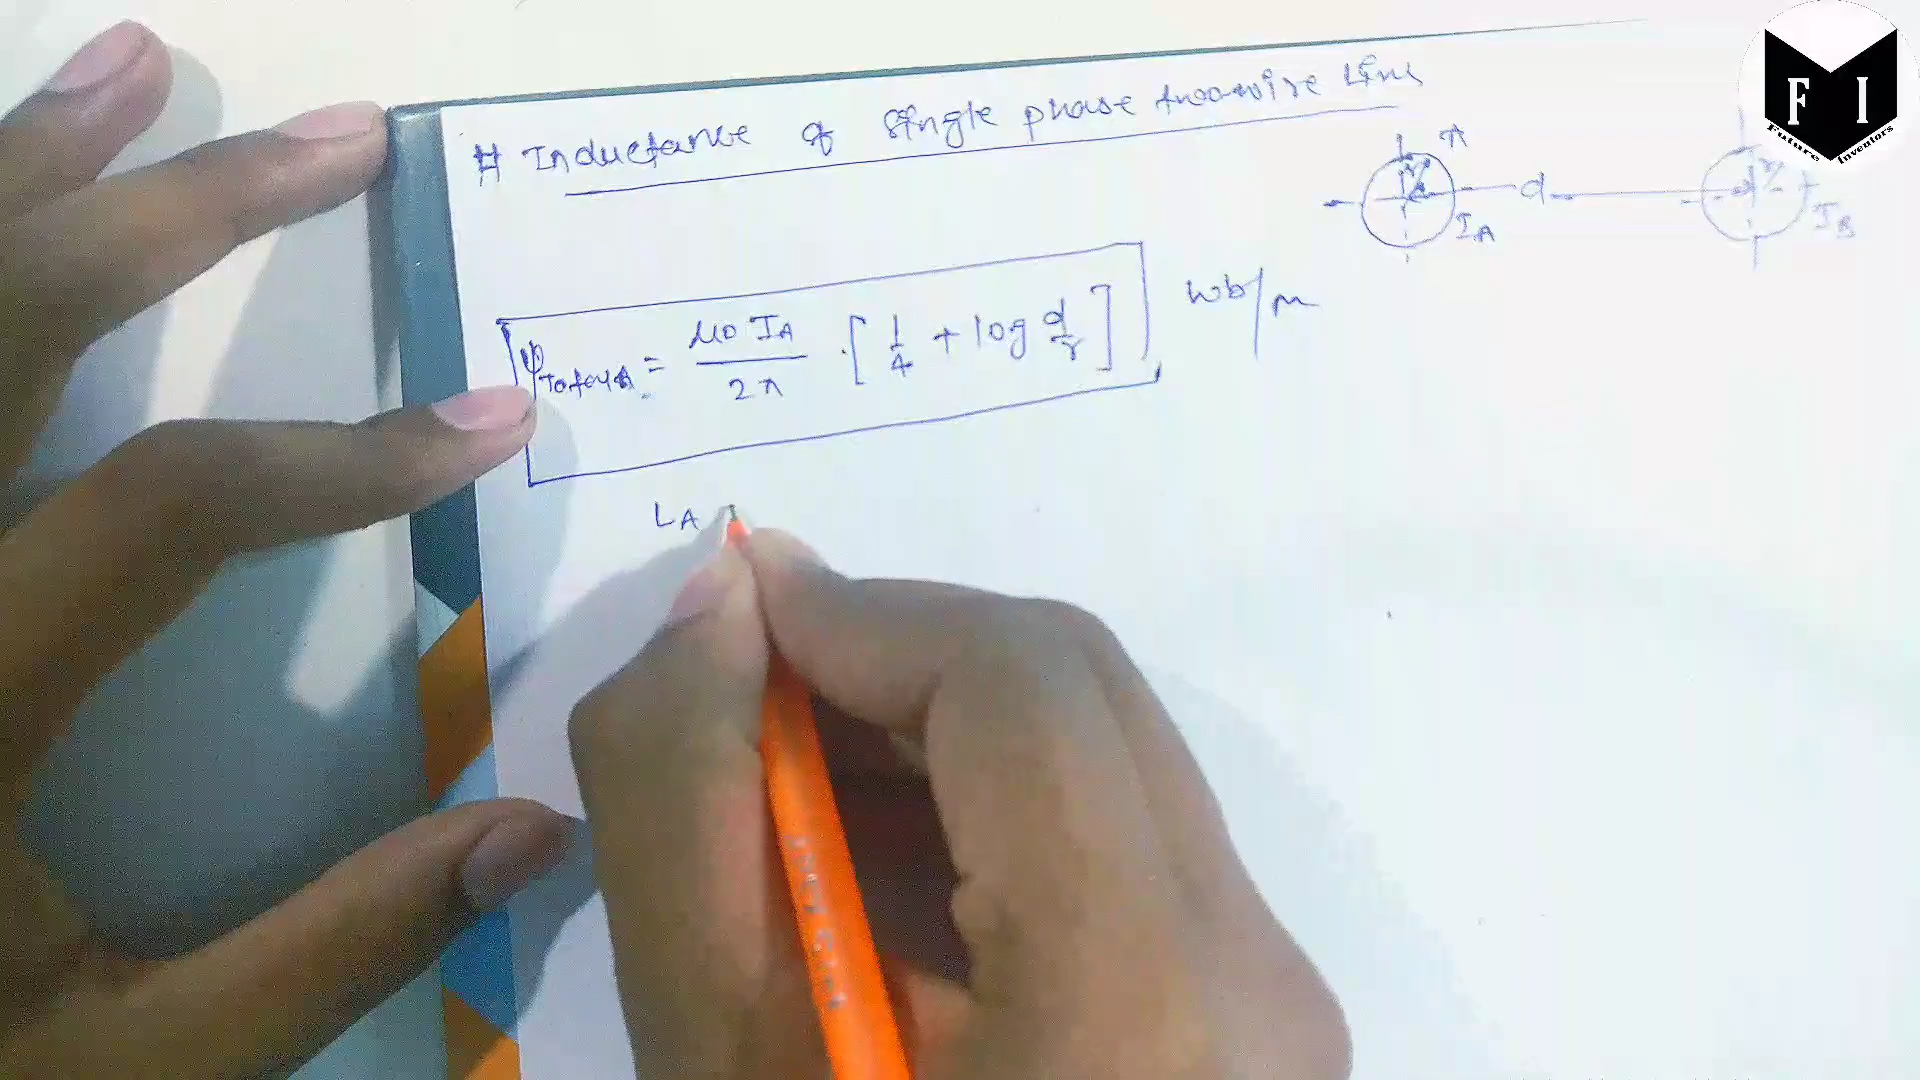 # Inductance of single phase two wire line
A
d
I_A
I_B
ψ_Total A = μ0 I_A / 2π · [ 1/4 + log d/r ] wb/m
L_A
F I
Future Inventors